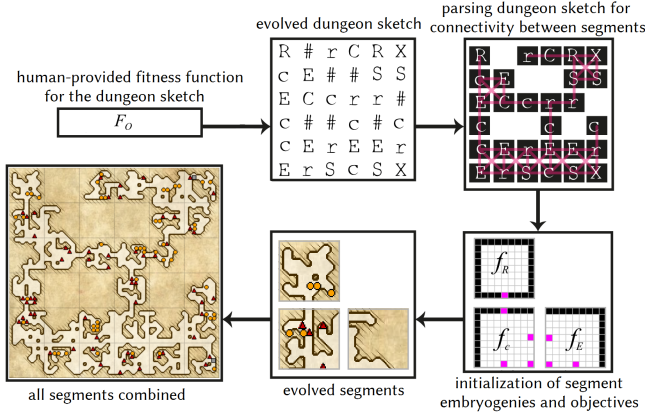 evolved dungeon sketch
parsing dungeon sketch for
connectivity between segments
human-provided fitness function
for the dungeon sketch
F_O
R # r C R X
c E # # S S
E C c r r #
c # # c # c
c E r E E r
E r S c S X
R r C R X
c E S S
E C c r r
c c c
c E r E E r
E r S c S X
f_R
f_c f_E
all segments combined
evolved segments
initialization of segment
embryogenies and objectives